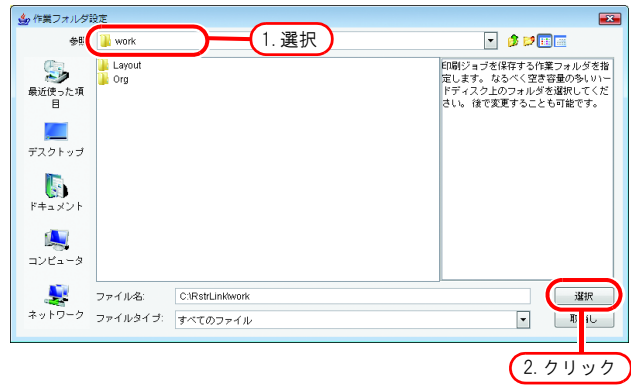 作業フォルダ設定
参照
work
1.選択
Layout
Org
印刷ジョブを保存する作業フォルダを指
定します。なるべく空き容量の多いハー
ドディスク上のフォルダを選択してくだ
さい。後で変更することも可能です。
最近使った項
目
デスクトップ
ドキュメント
コンピュータ
ネットワーク
ファイル名:
C:\RstrLink\work
選択
ファイルタイプ:
すべてのファイル
取消し
2.クリック